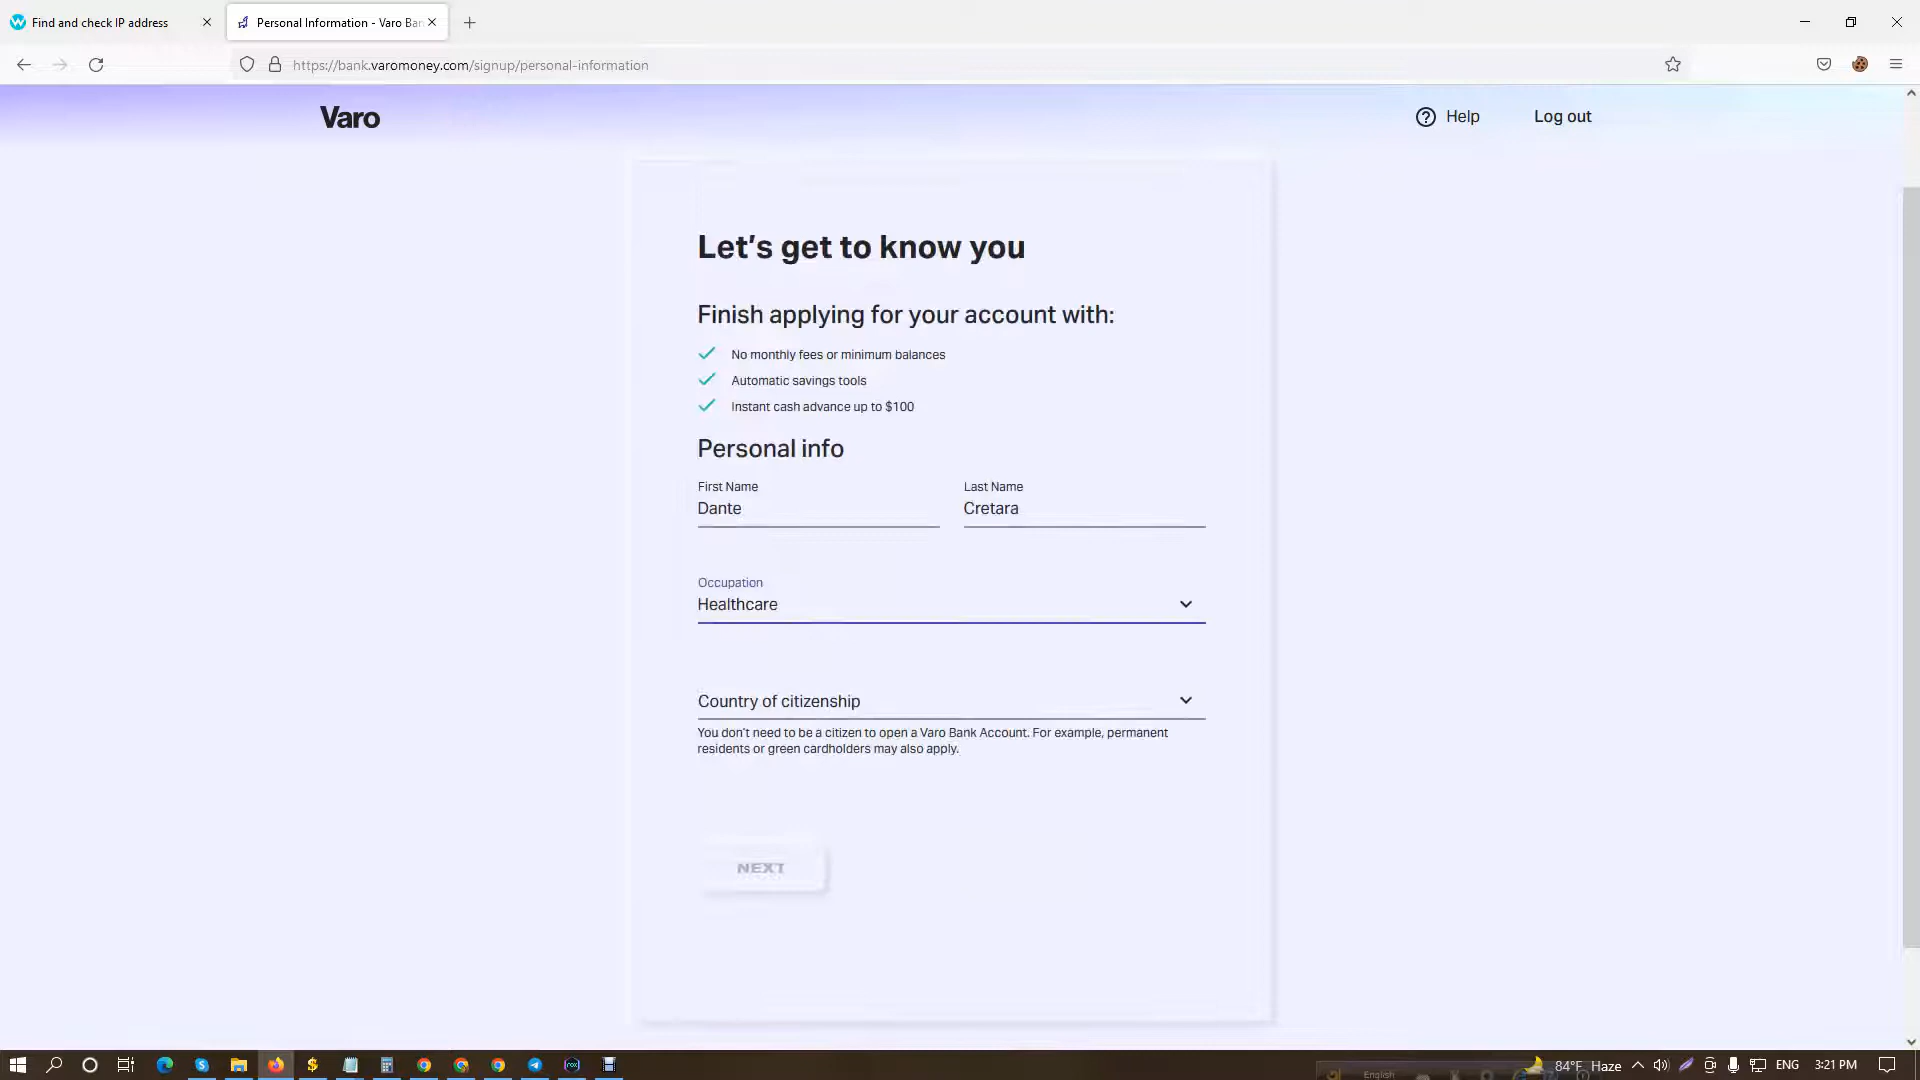 Find and check IP address
Personal Information - Varo Ban
https://bank.varomoney.com/signup/personal-information
Varo
Help
Log out
Let's get to know you
Finish applying for your account with:
No monthly fees or minimum balances
Automatic savings tools
Instant cash advance up to $100
Personal info
First Name
Last Name
Dante
Cretara
Occupation
Healthcare
Country of citizenship
You don't need to be a citizen to open a Varo Bank Account. For example, permanent
residents or green cardholders may also apply.
NEXT
English
84°F Haze
ENG
3:21 PM